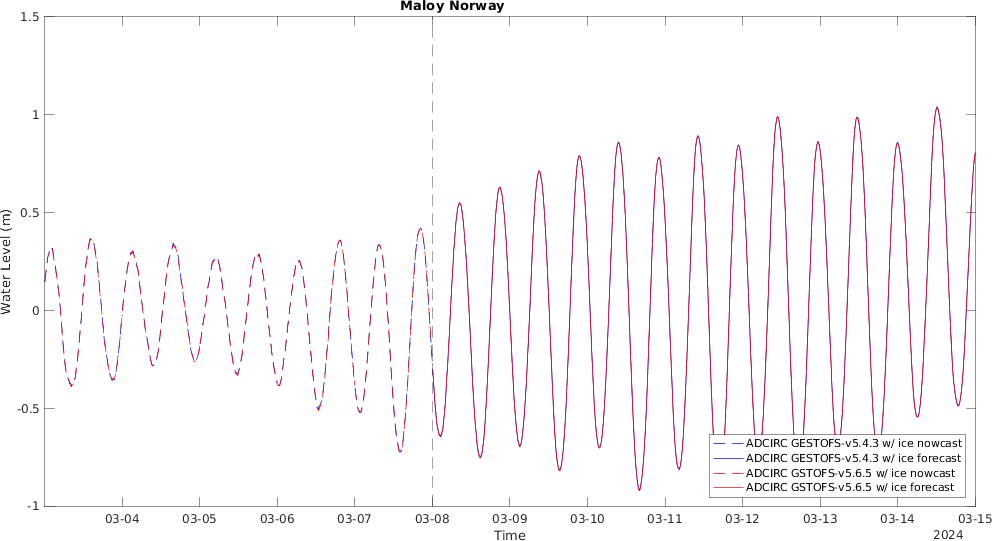 Maloy Norway
1.5
1
0.5
0
-0.5
-1
Water Level (m)
ADCIRC GESTOFS-v5.4.3 w/ ice nowcast
ADCIRC GESTOFS-v5.4.3 w/ ice forecast
ADCIRC GSTOFS-v5.6.5 w/ ice nowcast
ADCIRC GSTOFS-v5.6.5 w/ ice forecast
03-04 03-05 03-06 03-07 03-08 03-09 03-10 03-11 03-12 03-13 03-14 03-15
Time
2024